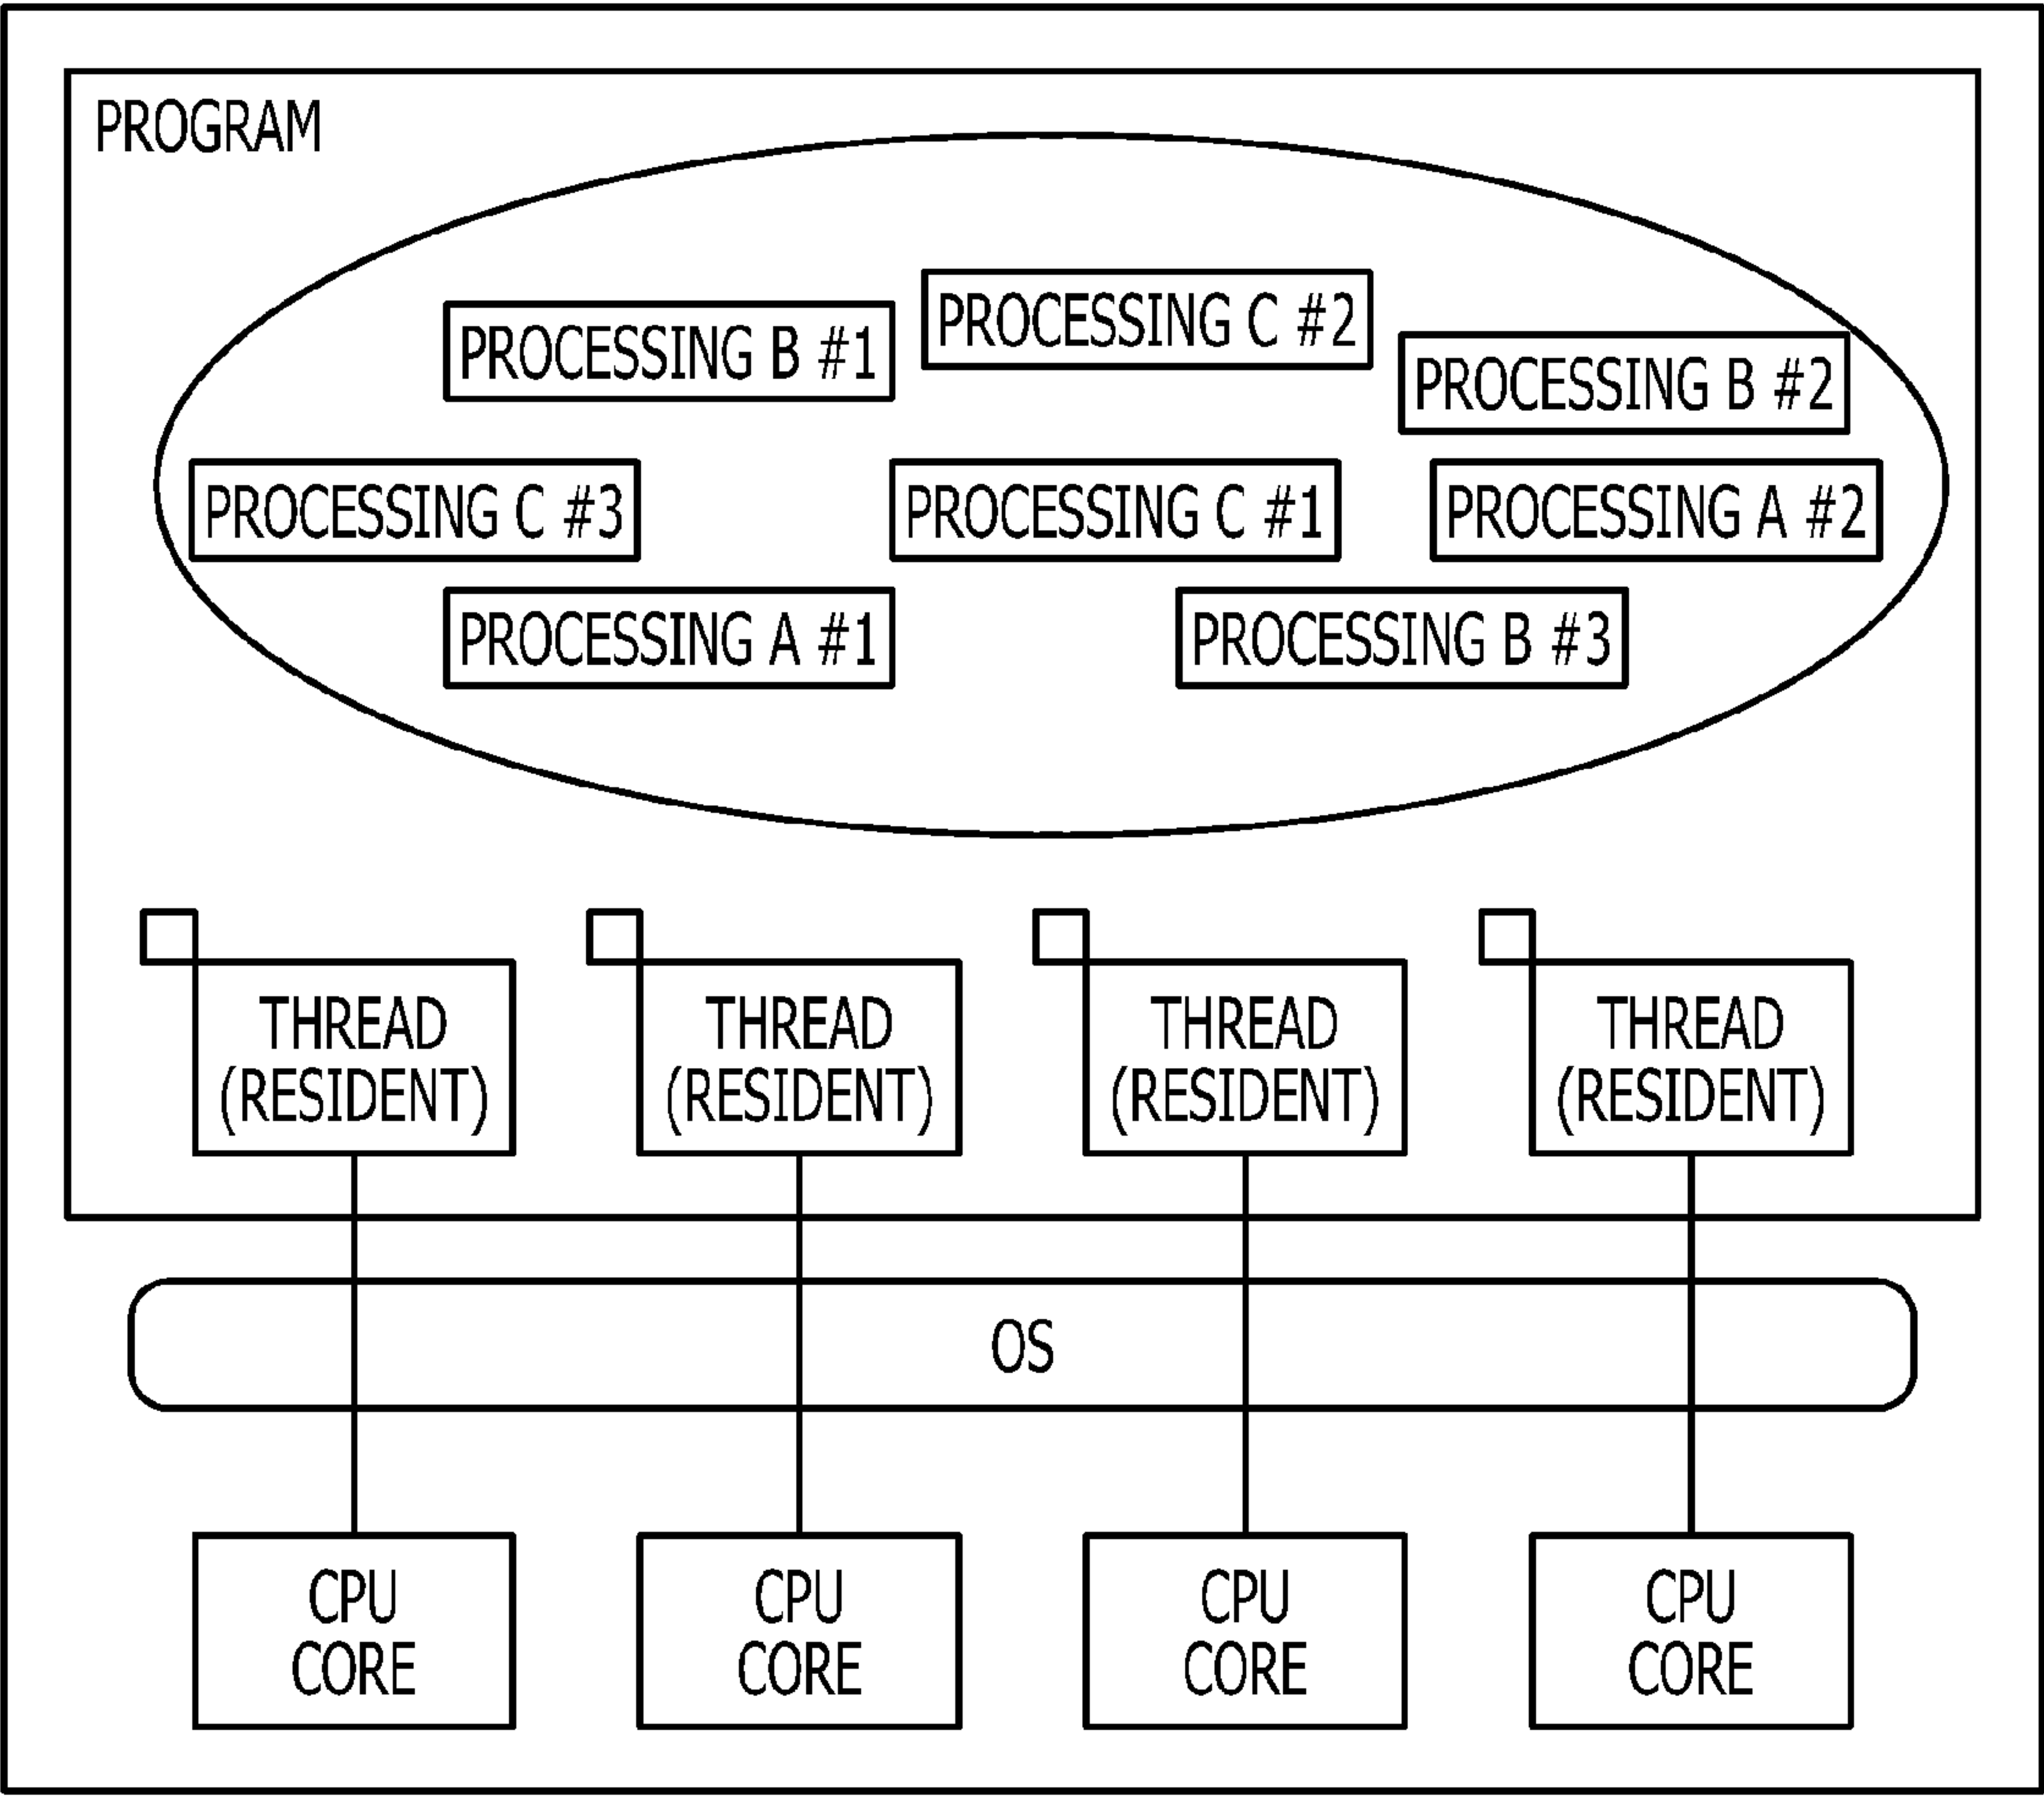 PROGRAM
PROCESSING C #2
PROCESSING B #1
PROCESSING B #2
PROCESSING C #3
PROCESSING C #1
PROCESSING A #2
PROCESSING A #1
PROCESSING B #3
THREAD
(RESIDENT)
THREAD
(RESIDENT)
THREAD
(RESIDENT)
THREAD
(RESIDENT)
OS
CPU
CORE
CPU
CORE
CPU
CORE
CPU
CORE